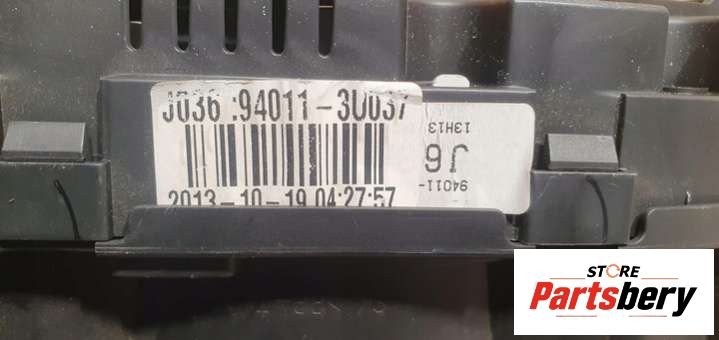 J036 :94011-3U037
2013-10-19 04:27:57
13H13
J6
94011-
STORE
Partsbery